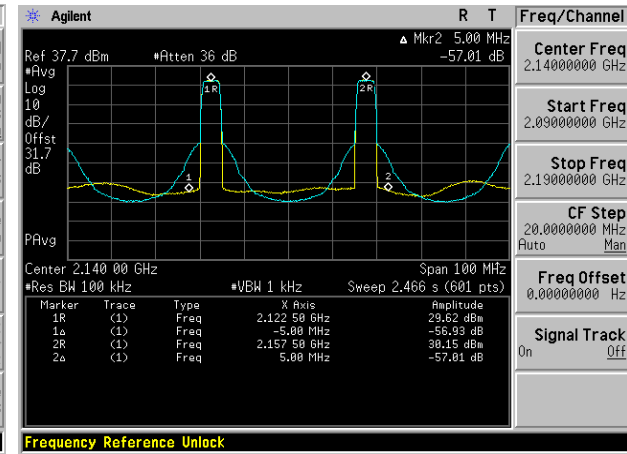 Agilent R T
Δ Mkr2 5.00 MHz
Ref 37.7 dBm #Atten 36 dB -57.01 dB
#Avg
Log
10
dB/
Offst
31.7
dB
PAvg
1R
2R
1
2
Center 2.140 00 GHz Span 100 MHz
#Res BW 100 kHz #VBW 1 kHz Sweep 2.466 s (601 pts)
Marker Trace Type X Axis Amplitude
1R (1) Freq 2.122 50 GHz 29.62 dBm
1Δ (1) Freq -5.00 MHz -56.93 dB
2R (1) Freq 2.157 50 GHz 30.15 dBm
2Δ (1) Freq 5.00 MHz -57.01 dB
Frequency Reference Unlock
Freq/Channel
Center Freq
2.14000000 GHz
Start Freq
2.09000000 GHz
Stop Freq
2.19000000 GHz
CF Step
20.0000000 MHz
Auto Man
Freq Offset
0.00000000 Hz
Signal Track
On Off